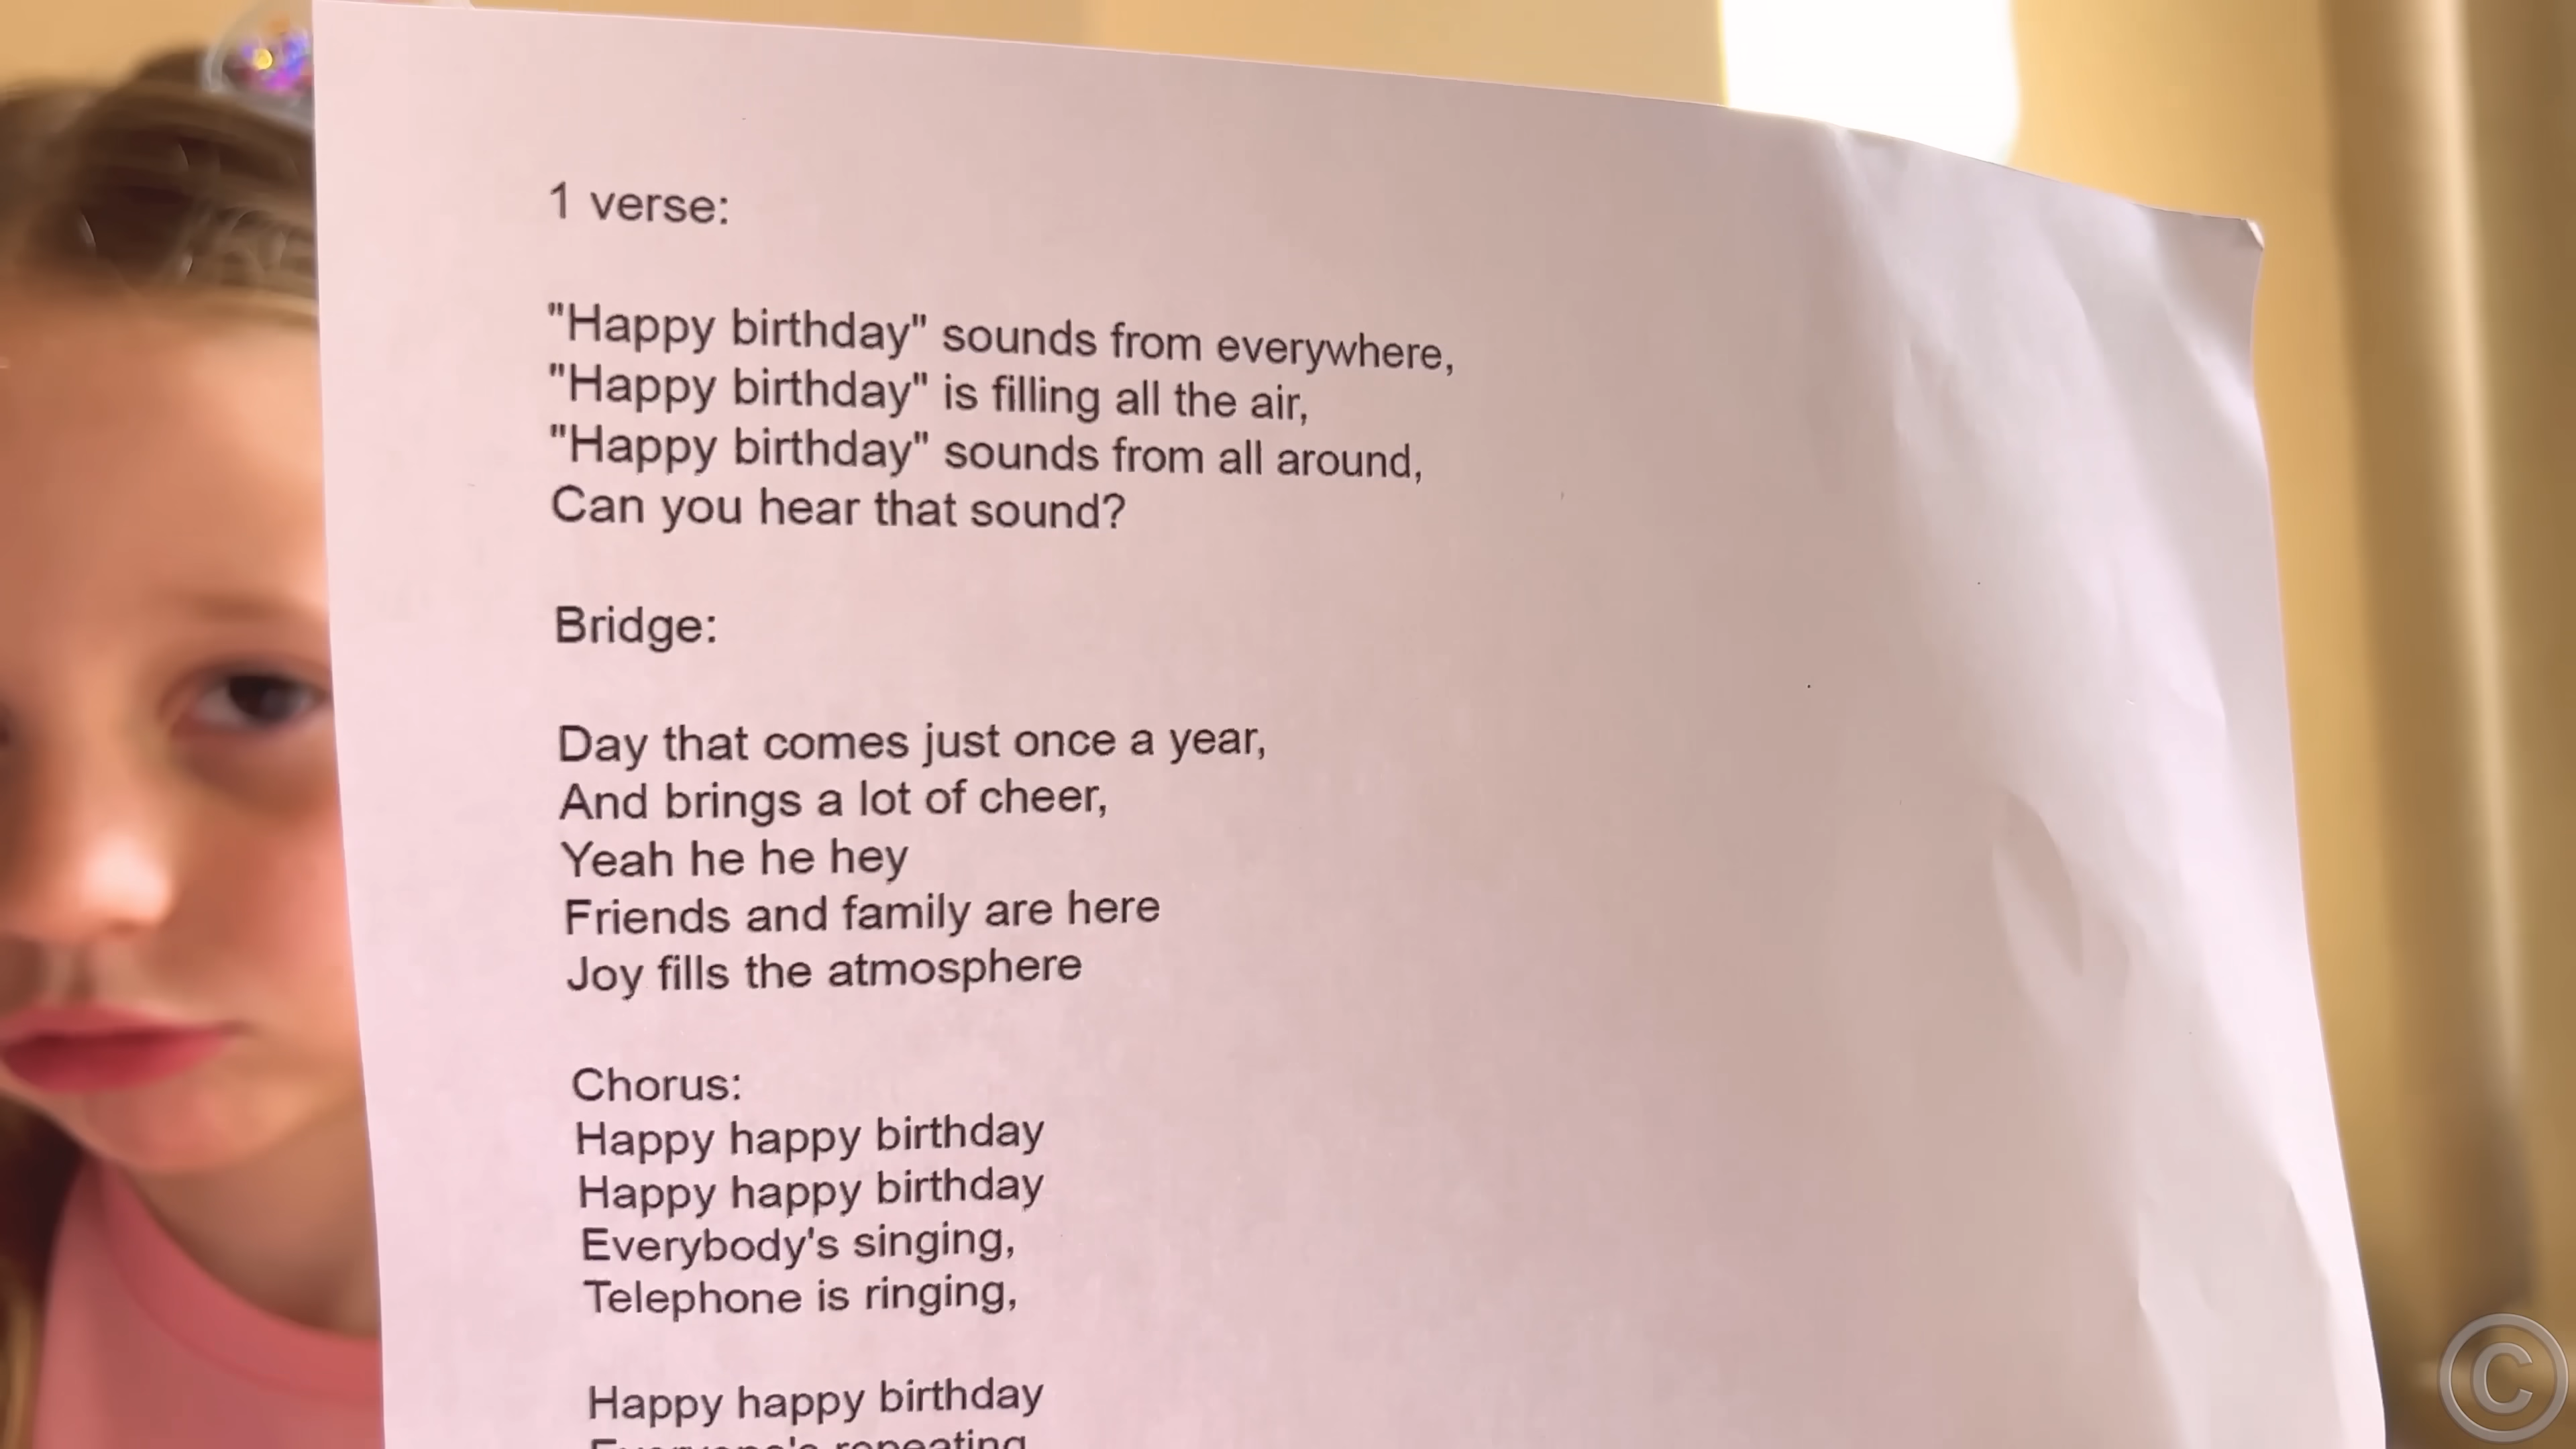 1 verse:
"Happy birthday" sounds from everywhere,
"Happy birthday" is filling all the air,
"Happy birthday" sounds from all around,
Can you hear that sound?
Bridge:
Day that comes just once a year,
And brings a lot of cheer,
Yeah he he hey
Friends and family are here
Joy fills the atmosphere
Chorus:
Happy happy birthday
Happy happy birthday
Everybody's singing,
Telephone is ringing,
Happy happy birthday
Everyone's repeating
©